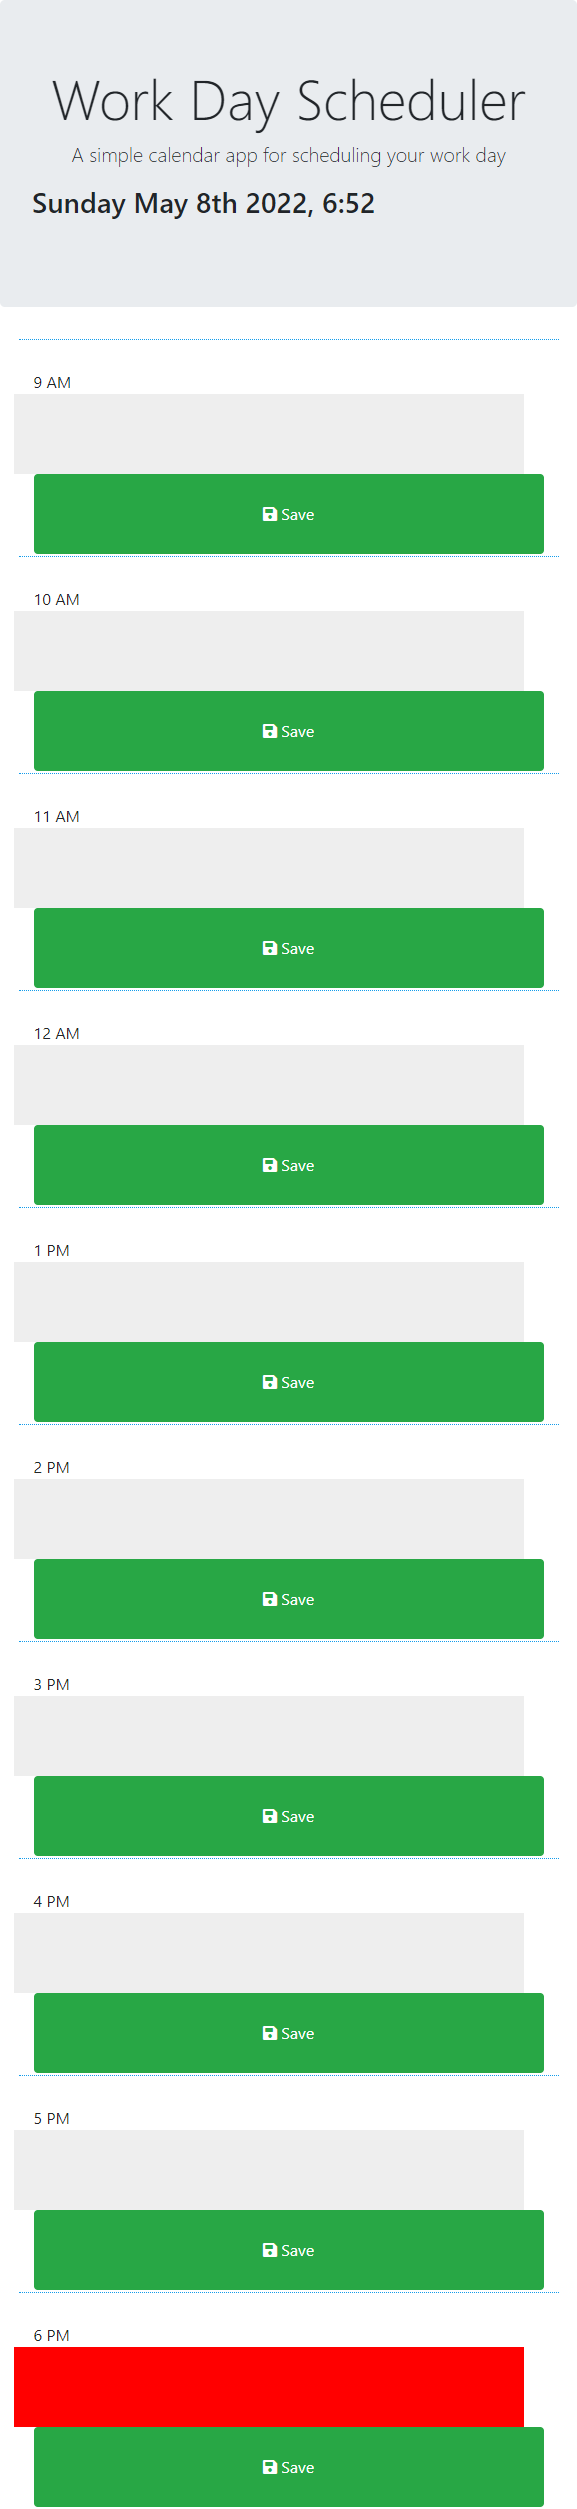 Work Day Scheduler
A simple calendar app for scheduling your work day
Sunday May 8th 2022, 6:52
9 AM
Save
10 AM
Save
11 AM
Save
12 AM
Save
1 PM
Save
2 PM
Save
3 PM
Save
4 PM
Save
5 PM
Save
6 PM
Save